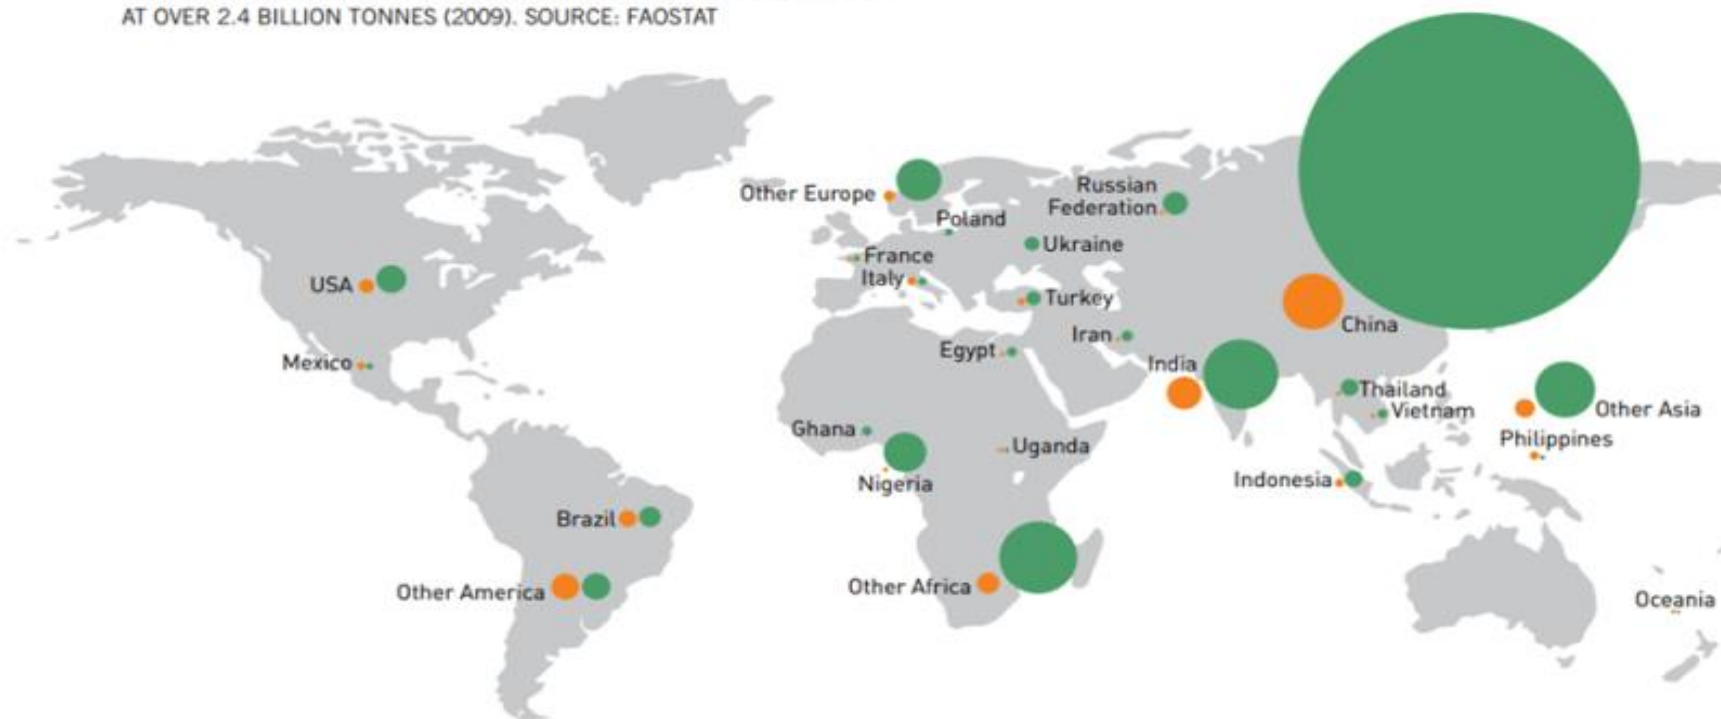 AT OVER 2.4 BILLION TONNES (2009). SOURCE: FAOSTAT
Other Europe
Russian
Federation
Poland
Ukraine
France
Italy
USA
Turkey
China
Iran
Egypt
Mexico
India
Thailand
Vietnam
Other Asia
Ghana
Uganda
Philippines
Nigeria
Indonesia
Brazil
Other America
Other Africa
Oceania